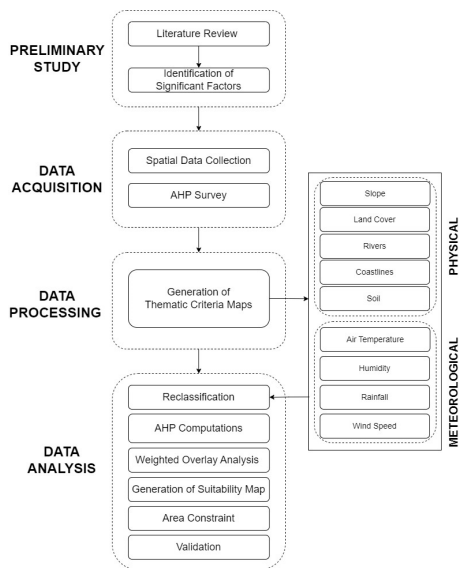 PRELIMINARY
STUDY
Literature Review
Identification of
Significant Factors
DATA
ACQUISITION
Spatial Data Collection
AHP Survey
DATA
PROCESSING
Generation of
Thematic Criteria Maps
Slope
Land Cover
Rivers
Coastlines
Soil
PHYSICAL
Air Temperature
Humidity
Rainfall
Wind Speed
METEOROLOGICAL
DATA
ANALYSIS
Reclassification
AHP Computations
Weighted Overlay Analysis
Generation of Suitability Map
Area Constraint
Validation